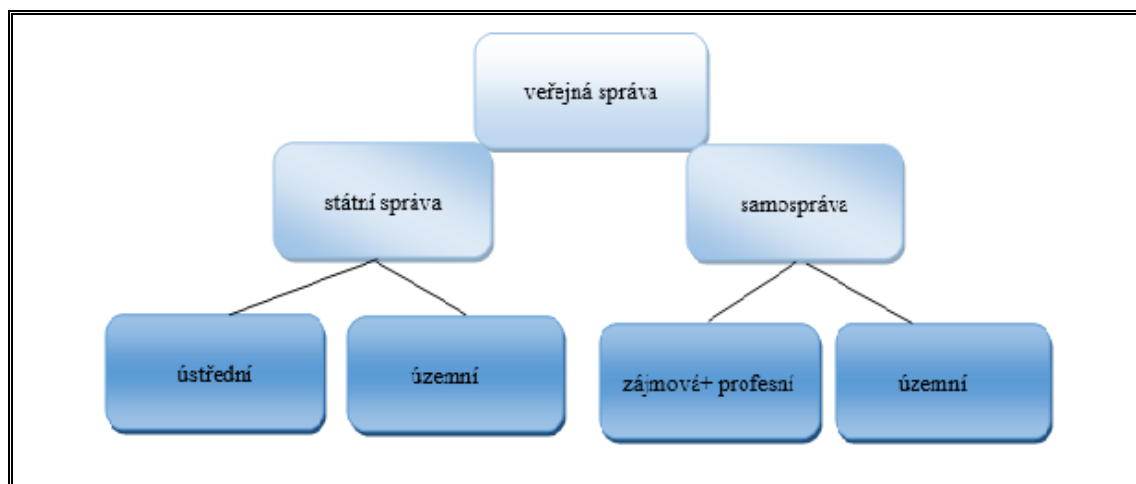 veřejná správa
státní správa
samospráva
ústřední
územní
zájmová+ profesní
územní